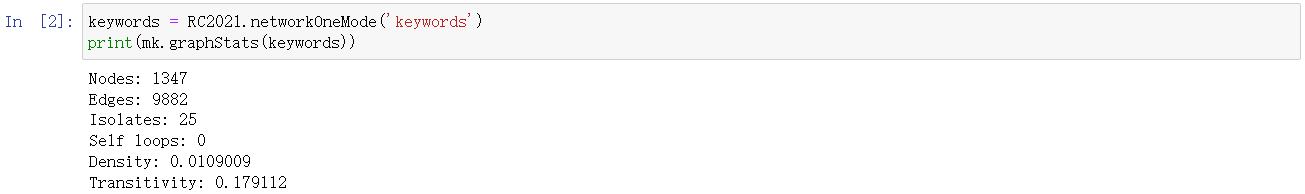 In [2]: keywords = RC2021.networkOneMode('keywords')
print(mk.graphStats(keywords))
Nodes: 1347
Edges: 9882
Isolates: 25
Self loops: 0
Density: 0.0109009
Transitivity: 0.179112